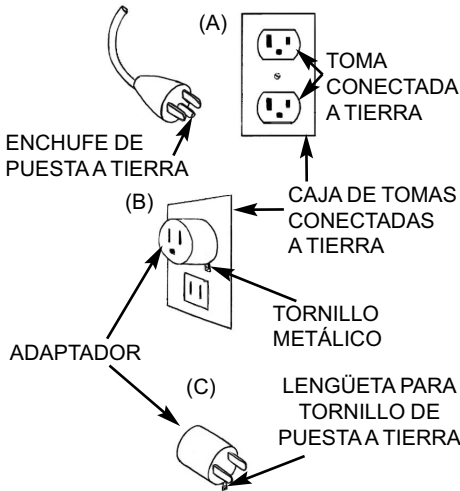 (A)
TOMA
CONECTADA
A TIERRA
ENCHUFE DE
PUESTA A TIERRA
(B)
CAJA DE TOMAS
CONECTADAS
A TIERRA
TORNILLO
METÁLICO
ADAPTADOR
(C)
LENGÜETA PARA
TORNILLO DE
PUESTA A TIERRA